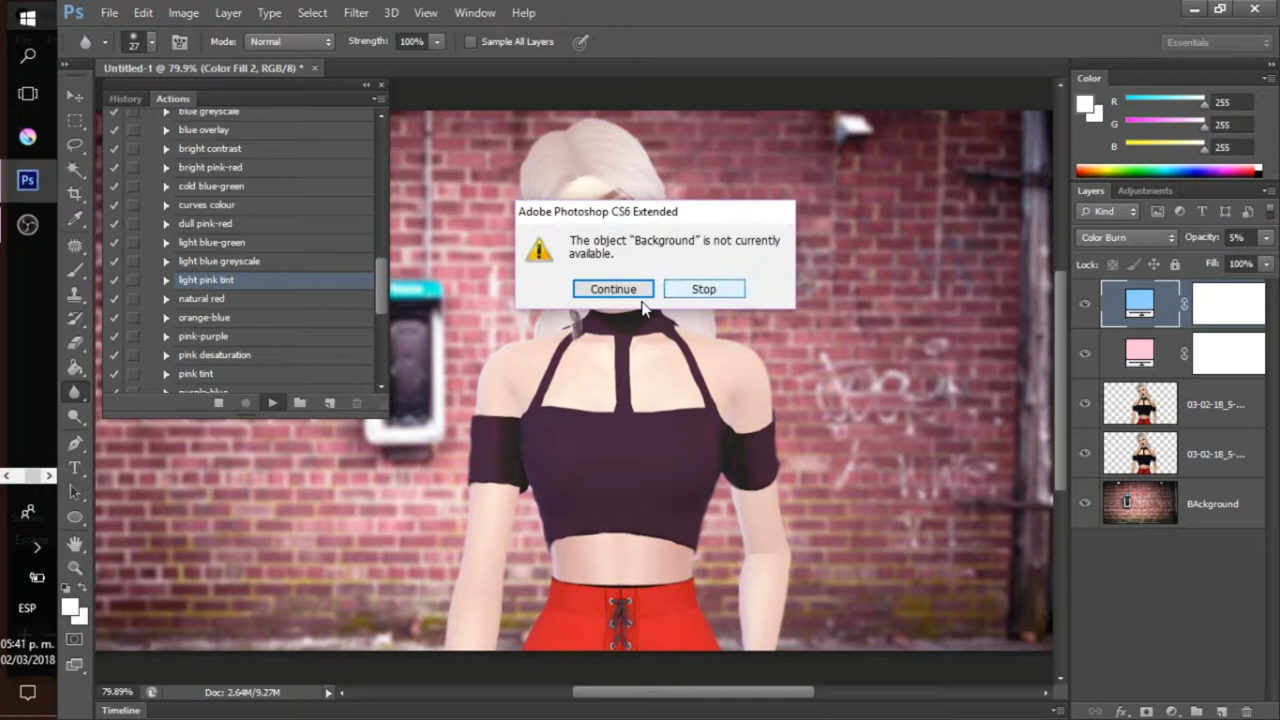 Ps File Edit Image Layer Type Select Filter 3D View Window Help
27 Mode: Normal Strength: 100% Sample All Layers Essentials
Untitled-1 @ 79.9% (Color Fill 2, RGB/8) * ×
History Actions
blue greyscale
blue overlay
bright contrast
bright pink-red
cold blue-green
curves colour
dull pink-red
light blue-green
light blue greyscale
light pink tint
natural red
orange-blue
pink-purple
pink desaturation
pink tint
purple-blue
Adobe Photoshop CS6 Extended
The object “Background” is not currently
available.
Continue Stop
Color
R 255
G 255
B 255
Layers Adjustments
Kind
Color Burn Opacity: 5%
Lock: Fill: 100%
03-02-18_5-...
03-02-18_5-...
BAckground
Ps
ESP
05:41 p. m.
02/03/2018
79.89% Doc: 2.64M/9.27M
Timeline